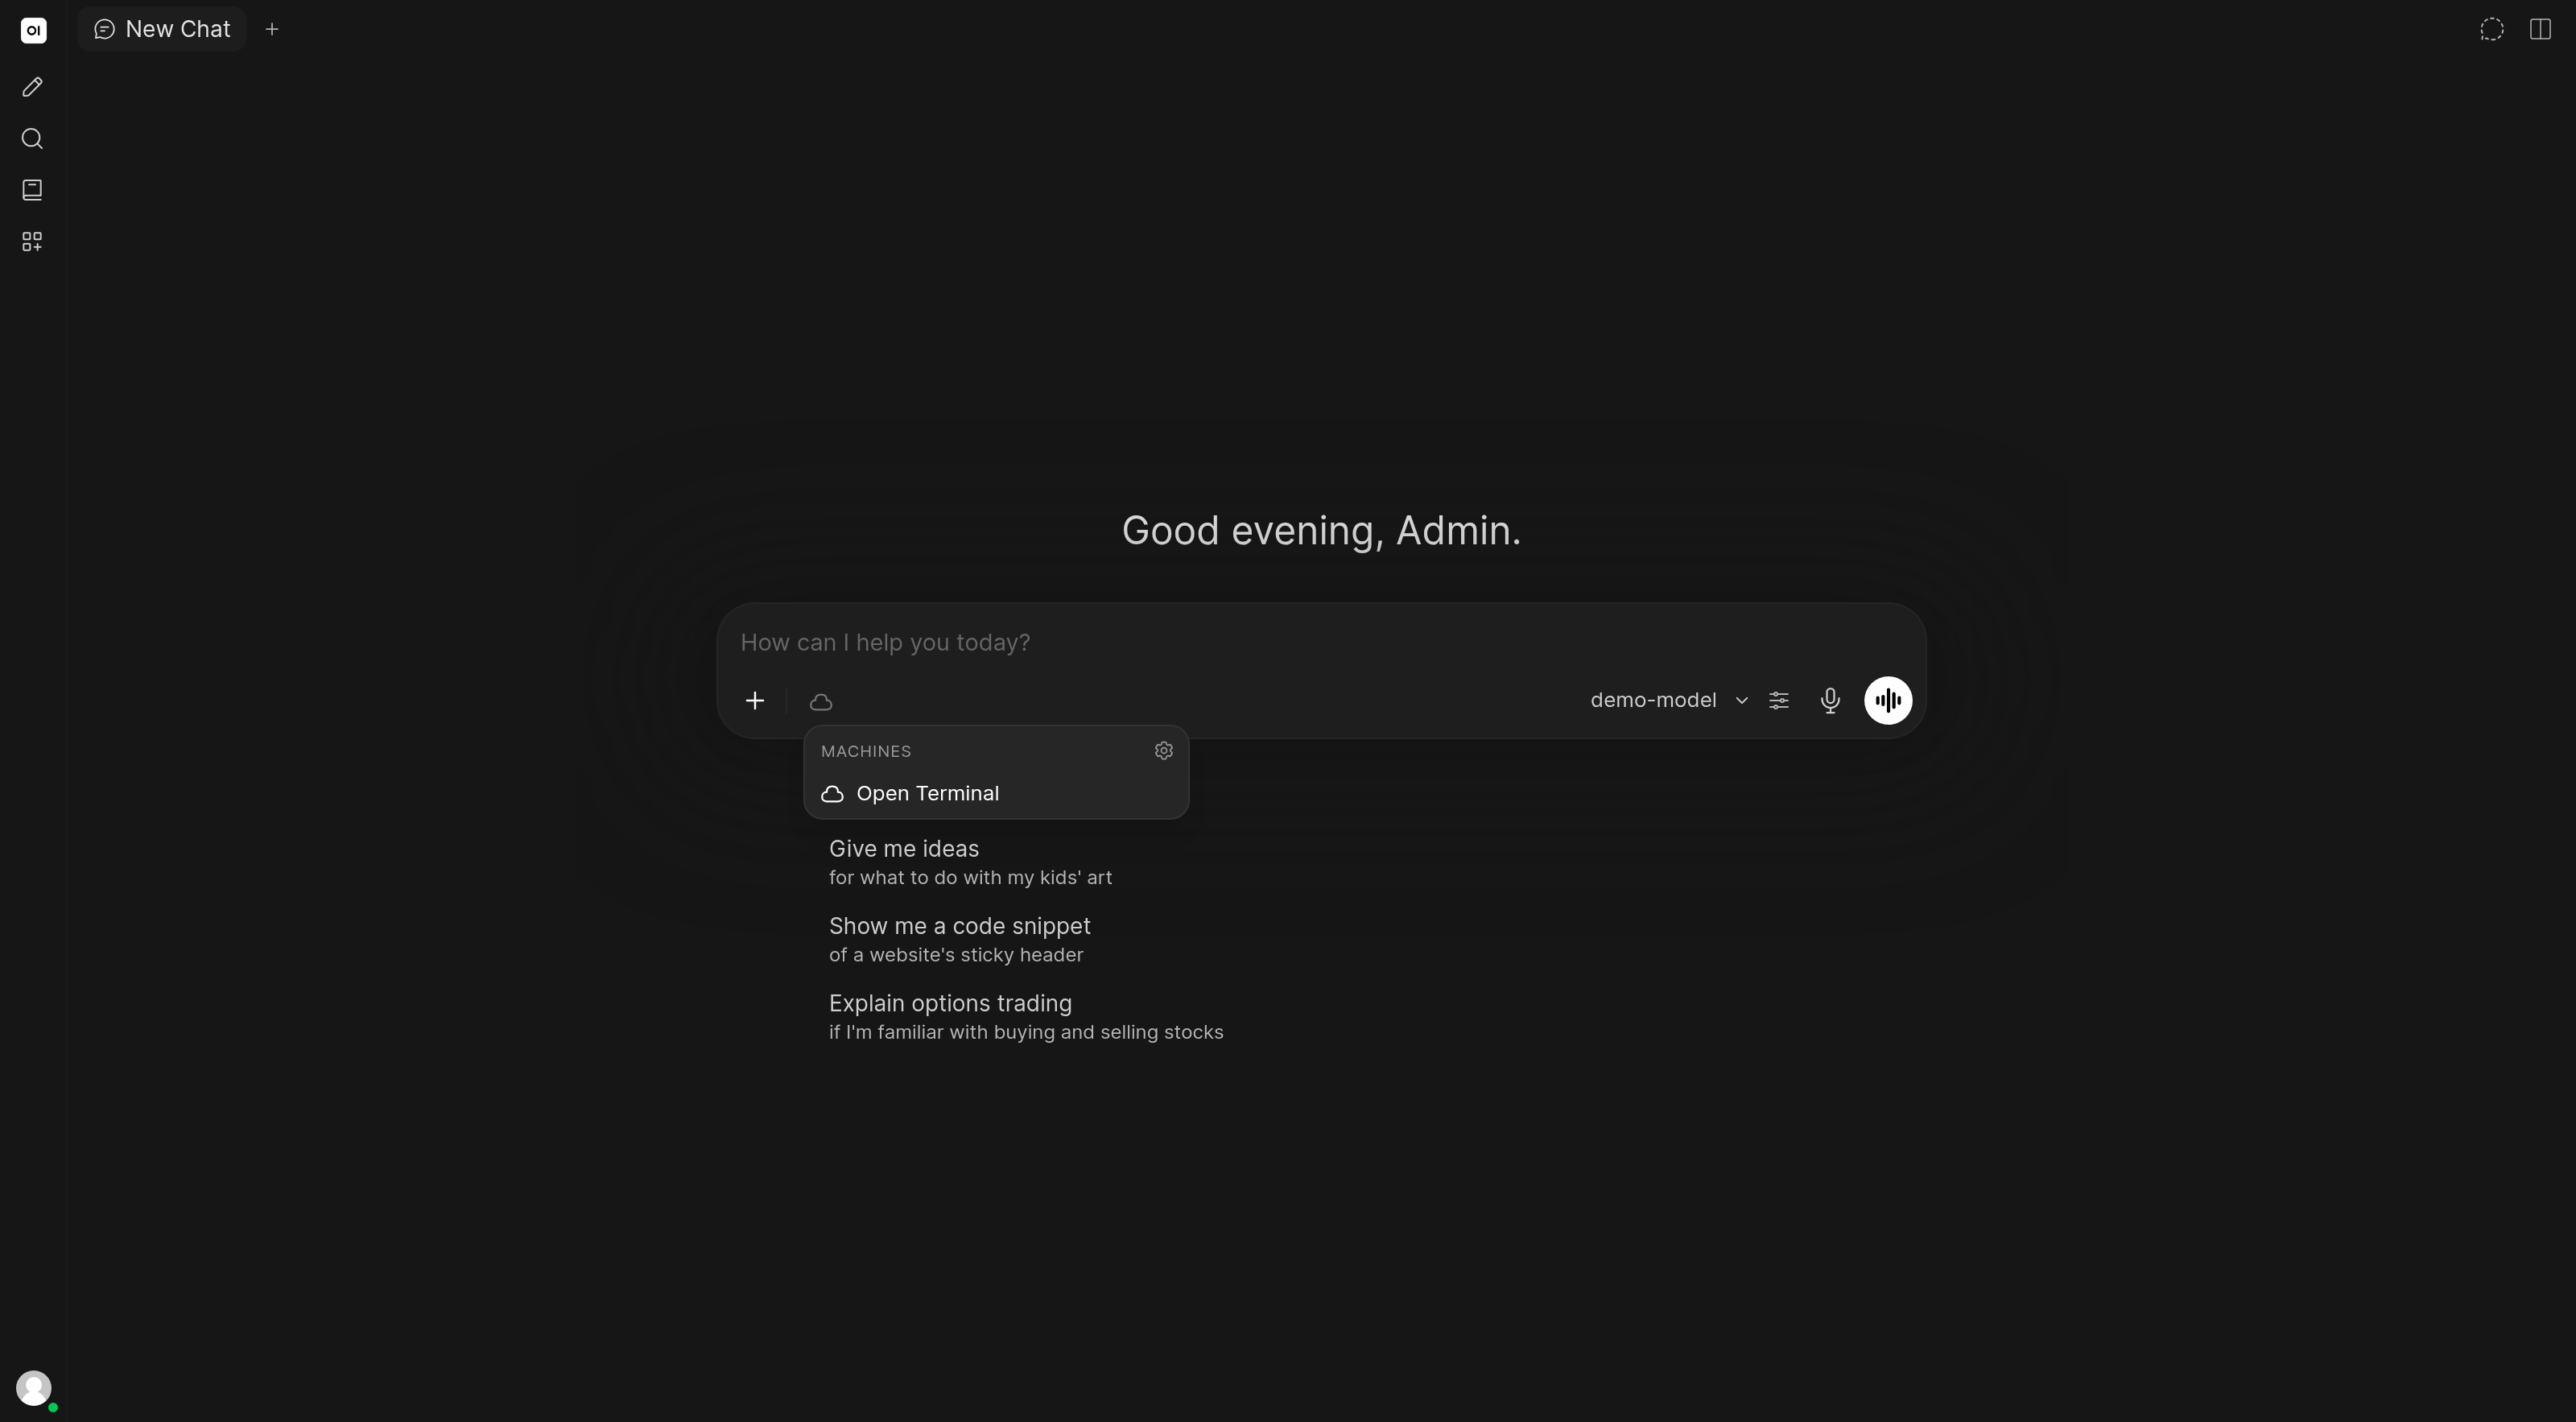 OI
New Chat
Good evening, Admin.
How can I help you today?
demo-model
MACHINES
Open Terminal
Give me ideas
for what to do with my kids' art
Show me a code snippet
of a website's sticky header
Explain options trading
if I'm familiar with buying and selling stocks